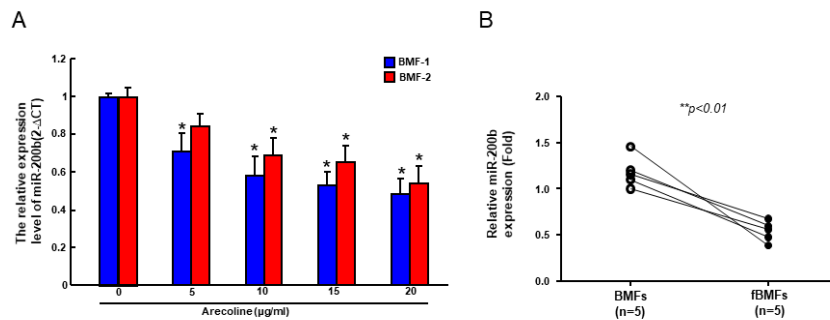 A
B
The relative expression
level of miR-200b(2-ΔCT)
1.2
1
0.8
0.6
0.4
0.2
0
BMF-1
BMF-2
*
* *
* *
* *
0 5 10 15 20
Arecoline (µg/ml)
Relative miR-200b
expression (Fold)
2.0
1.5
1.0
0.5
0.0
**p<0.01
BMFs fBMFs
(n=5) (n=5)